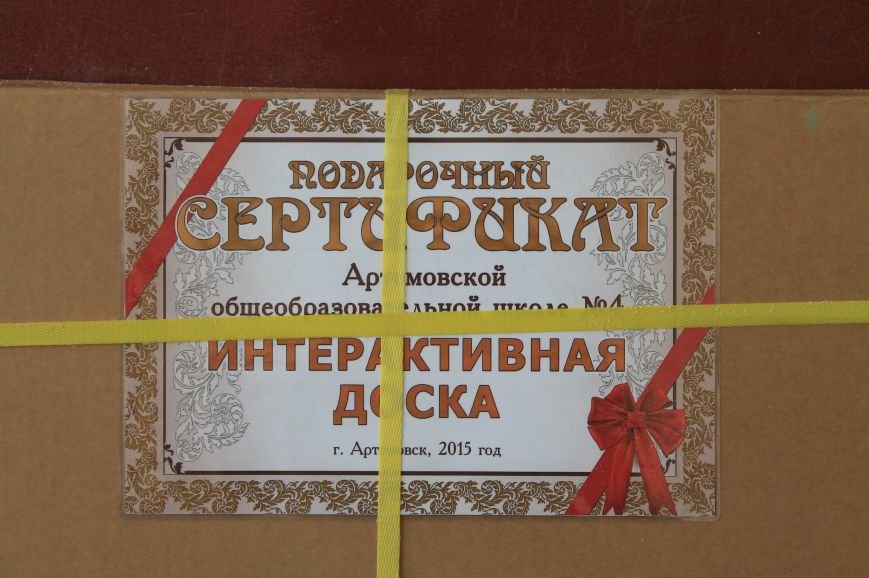 ПОДАРОЧНЫЙ
СЕРТИФИКАТ
Артемовской
общеобразовательной школе №4
ИНТЕРАКТИВНАЯ
ДОСКА
г. Артемовск, 2015 год